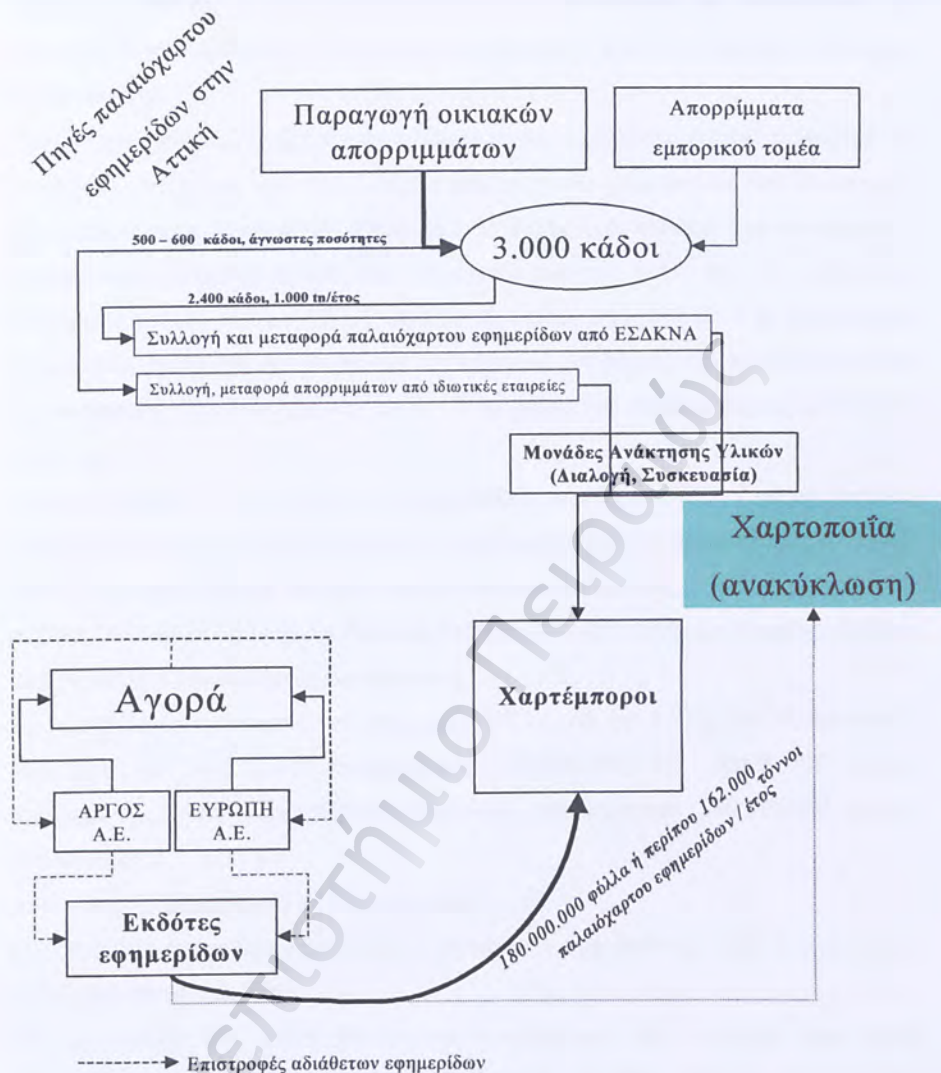 Πηγές παλαιόχαρτου
εφημερίδων στην
Αττική
Παραγωγή οικιακών
απορριμμάτων
Απορρίμματα
εμπορικού τομέα
500 – 600 κάδοι, άγνωστες ποσότητες
3.000 κάδοι
2.400 κάδοι, 1.000 tn/έτος
Συλλογή και μεταφορά παλαιόχαρτου εφημερίδων από ΕΣΔΚΝΑ
Συλλογή, μεταφορά απορριμμάτων από ιδιωτικές εταιρείες
Μονάδες Ανάκτησης Υλικών
(Διαλογή, Συσκευασία)
Χαρτοποιΐα
(ανακύκλωση)
Αγορά
Χαρτέμποροι
ΑΡΓΟΣ
Α.Ε.
ΕΥΡΩΠΗ
Α.Ε.
180.000.000 φύλλα ή περίπου 162.000 τόννοι
παλαιόχαρτου εφημερίδων / έτος
Εκδότες
εφημερίδων
Επιστροφές αδιάθετων εφημερίδων
Πειραιώς